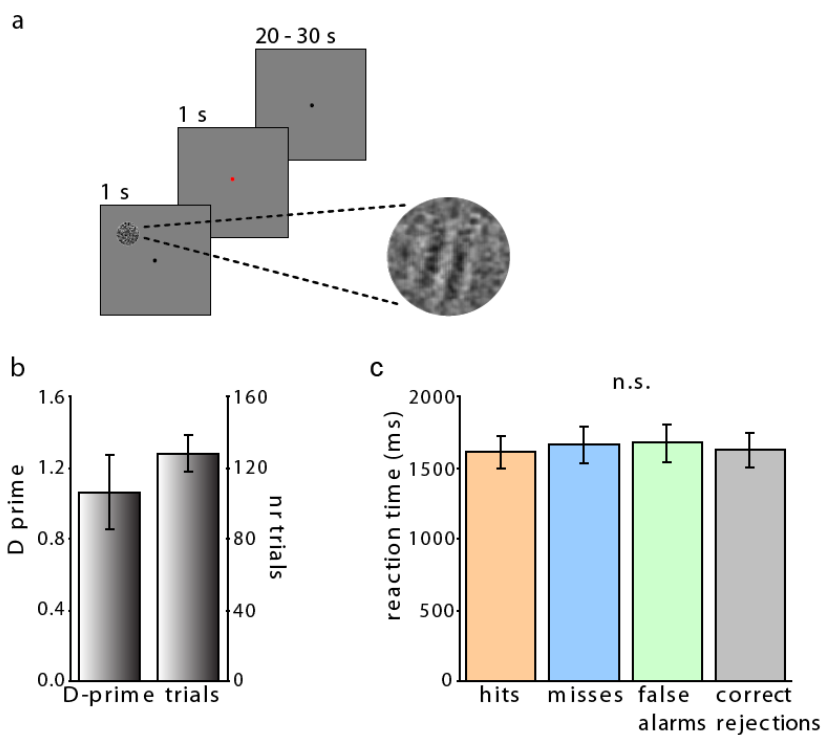 a
20 - 30 s
1 s
1 s
b
1.6
1.2
0.8
0.4
0.0
D prime
160
120
80
40
0
nr trials
D-prime trials
c
n.s.
2000
1500
1000
500
0
reaction time (ms)
hits misses false correct
alarms rejections